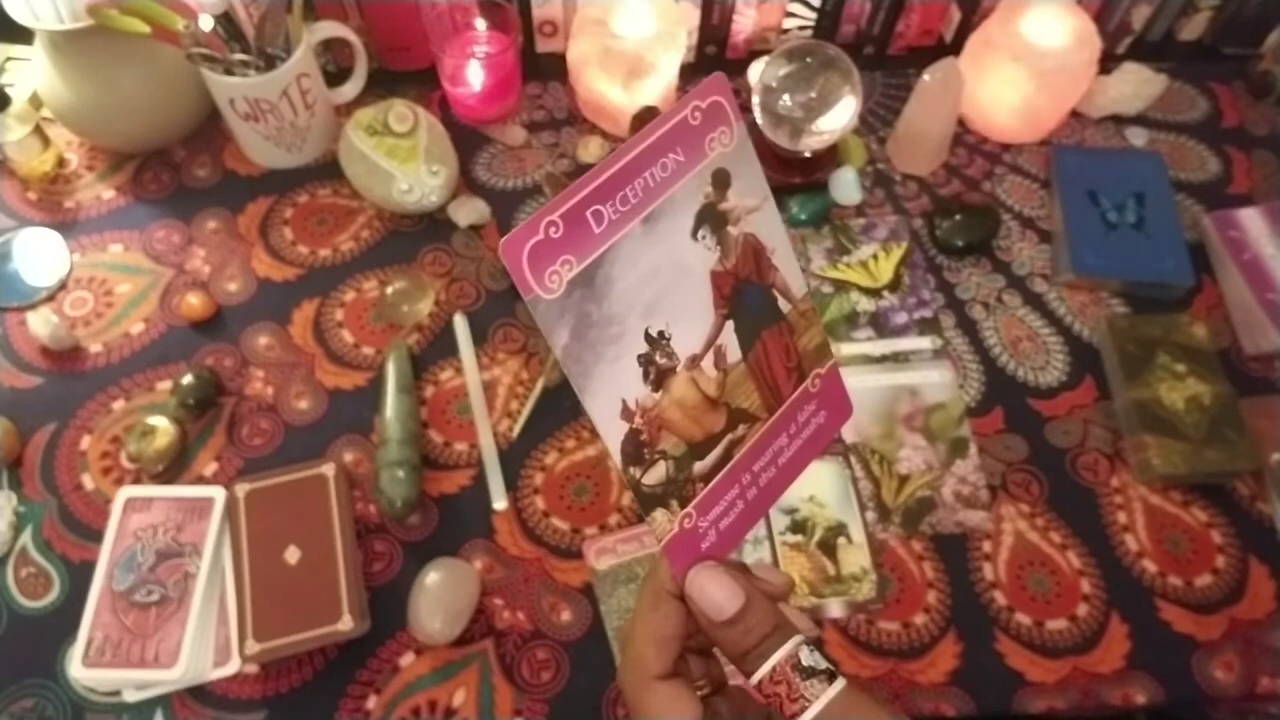 WRITE
DECEPTION
Someone is wearing a false-
self mask in this relationship.